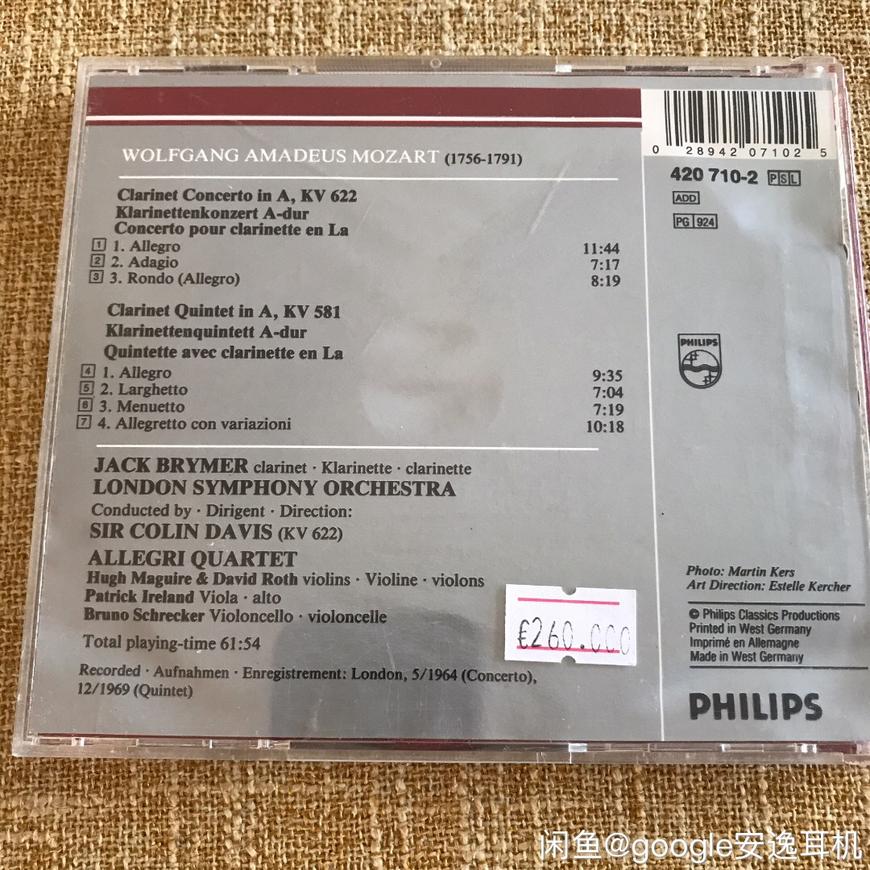 WOLFGANG AMADEUS MOZART (1756-1791)
Clarinet Concerto in A, KV 622
Klarinettenkonzert A-dur
Concerto pour clarinette en La
1 1. Allegro 11:44
2 2. Adagio 7:17
3 3. Rondo (Allegro) 8:19
Clarinet Quintet in A, KV 581
Klarinettenquintett A-dur
Quintette avec clarinette en La
4 1. Allegro 9:35
5 2. Larghetto 7:04
6 3. Menuetto 7:19
7 4. Allegretto con variazioni 10:18
JACK BRYMER clarinet · Klarinette · clarinette
LONDON SYMPHONY ORCHESTRA
Conducted by · Dirigent · Direction:
SIR COLIN DAVIS (KV 622)
ALLEGRI QUARTET
Hugh Maguire & David Roth violins · Violine · violons
Patrick Ireland Viola · alto
Bruno Schrecker Violoncello · violoncelle
Total playing-time 61:54
Recorded · Aufnahmen · Enregistrement: London, 5/1964 (Concerto),
12/1969 (Quintet)
€260.000
0 28942 07102 5
420 710-2 PSL
ADD
PG 924
PHILIPS
Photo: Martin Kers
Art Direction: Estelle Kercher
© Philips Classics Productions
Printed in West Germany
Imprimé en Allemagne
Made in West Germany
PHILIPS
闲鱼@google安逸耳机